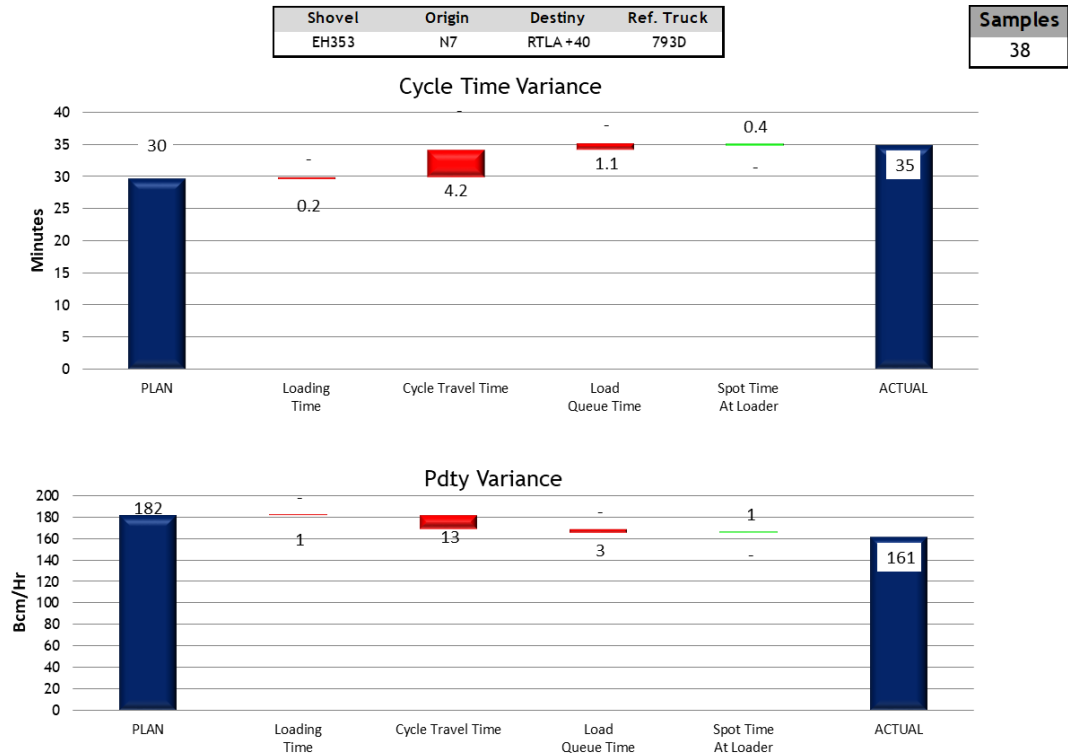 Shovel Origin Destiny Ref. Truck
EH353 N7 RTLA +40 793D
Samples
38
Cycle Time Variance
Minutes
40
35
30
25
20
15
10
5
0
30
-
0.2
-
4.2
-
1.1
0.4
-
35
PLAN
Loading
Time
Cycle Travel Time
Load
Queue Time
Spot Time
At Loader
ACTUAL
Pdty Variance
Bcm/Hr
200
180
160
140
120
100
80
60
40
20
0
182
-
1
13
-
3
1
-
161
PLAN
Loading
Time
Cycle Travel Time
Load
Queue Time
Spot Time
At Loader
ACTUAL